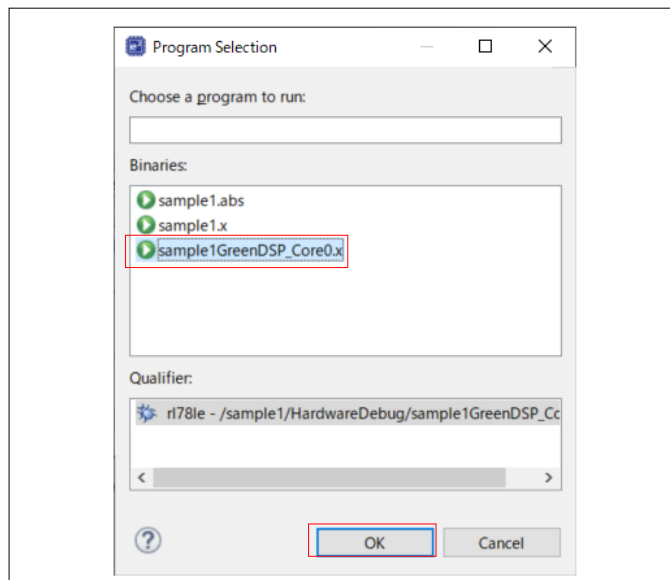 Program Selection
Choose a program to run:
Binaries:
sample1.abs
sample1.x
sample1GreenDSP_Core0.x
Qualifier:
rl78le - /sample1/HardwareDebug/sample1GreenDSP_Cc
OK
Cancel